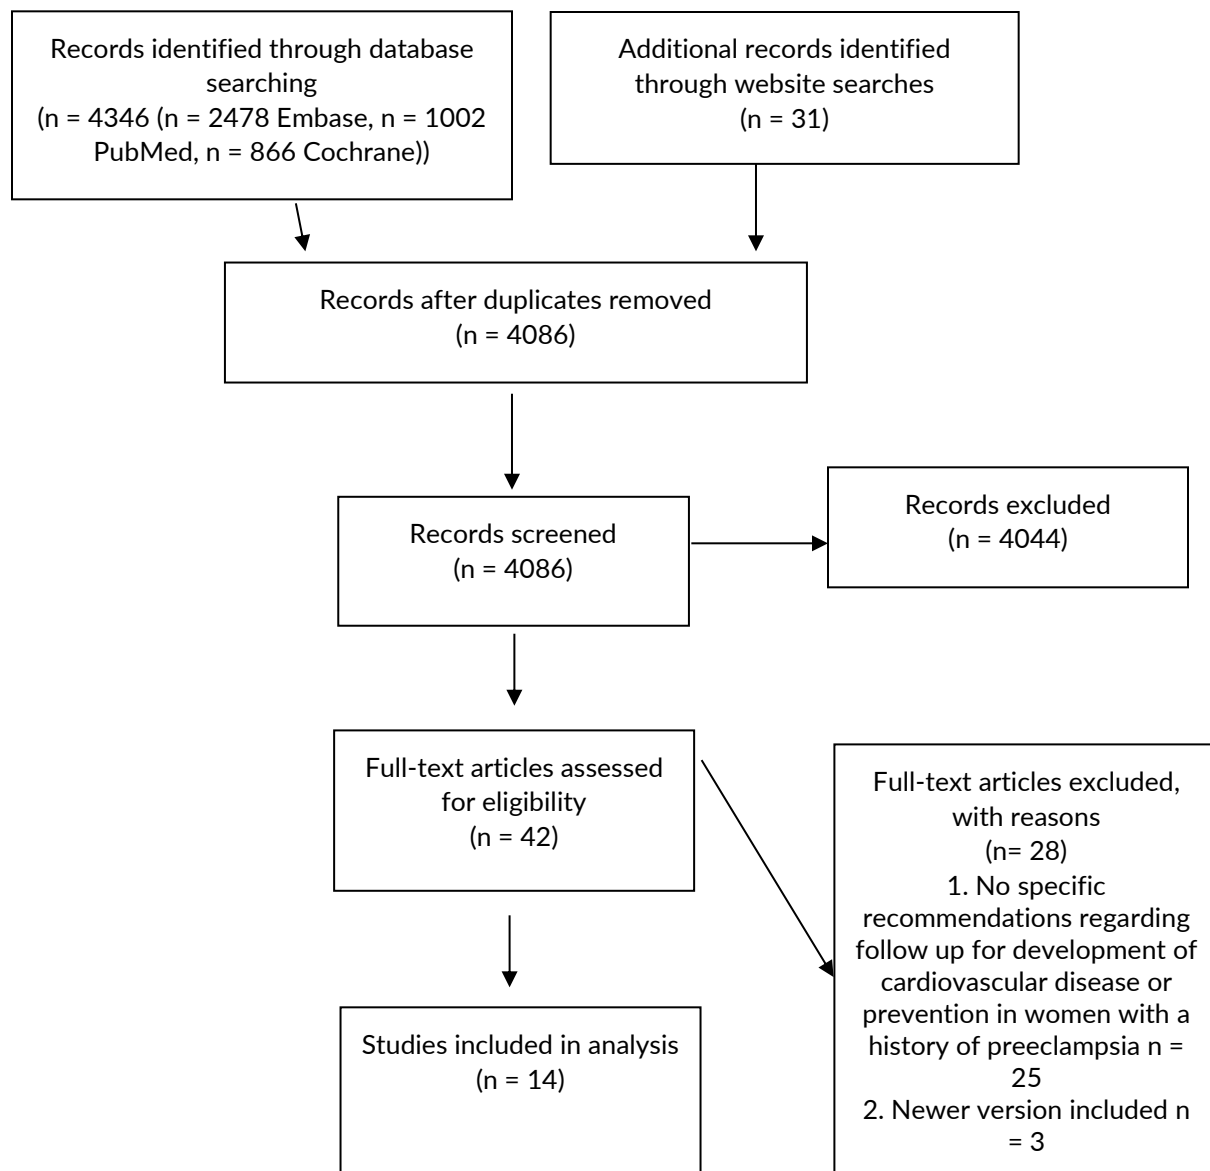 Records identified through database
searching
(n = 4346 (n = 2478 Embase, n = 1002
PubMed, n = 866 Cochrane))
Additional records identified
through website searches
(n = 31)
Records after duplicates removed
(n = 4086)
Records screened
(n = 4086)
Records excluded
(n = 4044)
Full-text articles assessed
for eligibility
(n = 42)
Full-text articles excluded,
with reasons
(n= 28)
1. No specific
recommendations regarding
follow up for development of
cardiovascular disease or
prevention in women with a
history of preeclampsia n =
25
2. Newer version included n
= 3
Studies included in analysis
(n = 14)